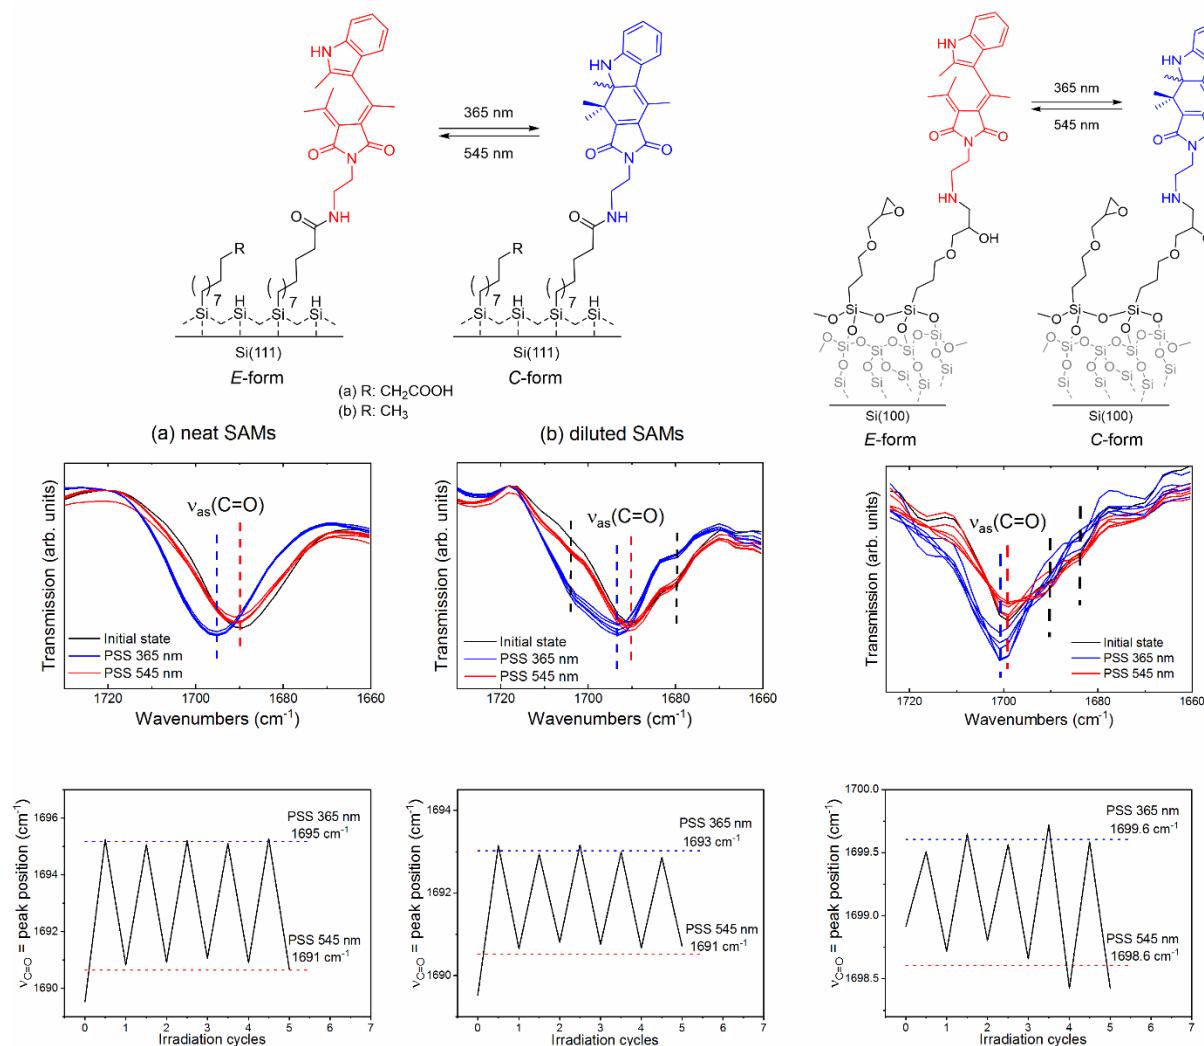 HN
O
O
N
NH
O
R
7
7
H
H
Si
Si
Si
Si
Si(111)
E-form
365 nm
545 nm
HN
O
O
N
NH
O
R
7
7
H
H
Si
Si
Si
Si
Si(111)
C-form
(a) R: CH₂COOH
(b) R: CH₃
HN
O
O
N
HN
O
OH
O
O
Si
Si
O
O
Si(100)
E-form
365 nm
545 nm
HN
O
N
HN
O
O
O
Si
Si
O
O
Si(100)
C-form
(a) neat SAMs
(b) diluted SAMs
Transmission (arb. units)
νas(C=O)
Initial state
PSS 365 nm
PSS 545 nm
1720 1700 1680 1660
Wavenumbers (cm⁻¹)
Transmission (arb. units)
νas(C=O)
Initial state
PSS 365 nm
PSS 545 nm
1720 1700 1680 1660
Wavenumbers (cm⁻¹)
Transmission (arb. units)
νas(C=O)
Initial state
PSS 365 nm
PSS 545 nm
1720 1700 1680 1660
Wavenumbers (cm⁻¹)
νC=O = peak position (cm⁻¹)
1696
1695
1694
1693
1692
1691
1690
PSS 365 nm
1695 cm⁻¹
PSS 545 nm
1691 cm⁻¹
0 1 2 3 4 5 6 7
Irradiation cycles
νC=O = peak position (cm⁻¹)
1694
1692
1690
PSS 365 nm
1693 cm⁻¹
PSS 545 nm
1691 cm⁻¹
0 1 2 3 4 5 6 7
Irradiation cycles
νC=O = peak position (cm⁻¹)
1700.0
1699.5
1699.0
1698.5
PSS 365 nm
1699.6 cm⁻¹
PSS 545 nm
1698.6 cm⁻¹
0 1 2 3 4 5 6 7
Irradiation cycles